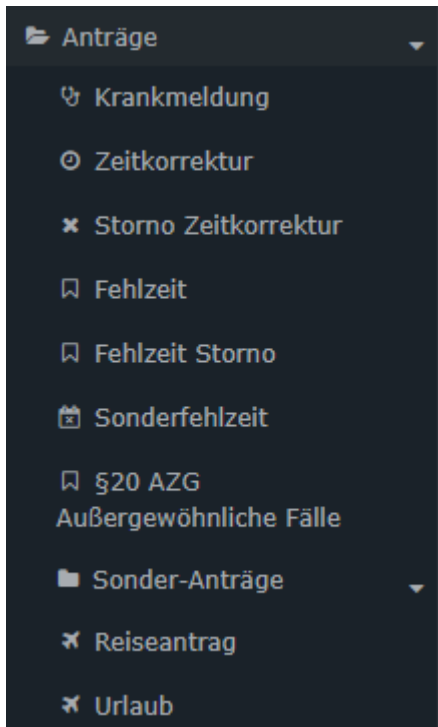 Anträge
Krankmeldung
Zeitkorrektur
Storno Zeitkorrektur
Fehlzeit
Fehlzeit Storno
Sonderfehlzeit
§20 AZG
Außergewöhnliche Fälle
Sonder-Anträge
Reiseantrag
Urlaub